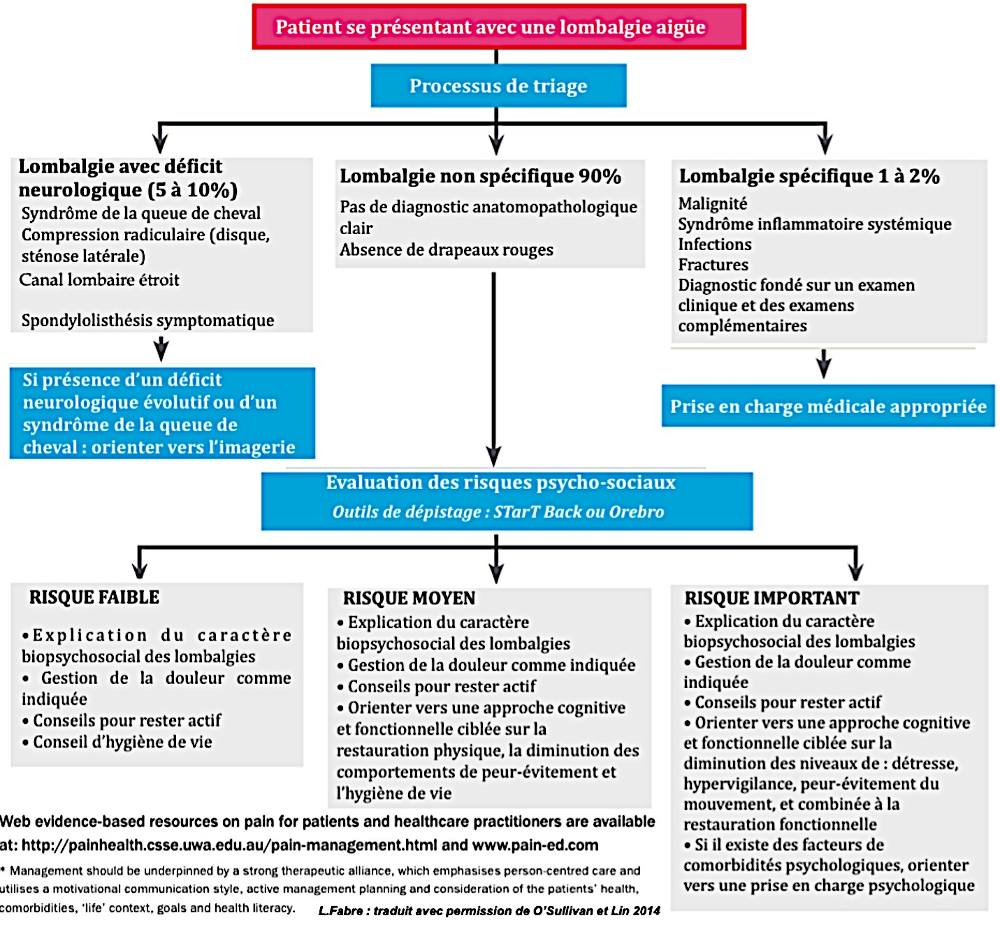 Patient se présentant avec une lombalgie aigüe
Processus de triage
Lombalgie avec déficit
neurologique (5 à 10%)
Syndrôme de la queue de cheval
Compression radiculaire (disque,
sténose latérale)
Canal lombaire étroit
Spondylolisthésis symptomatique
Lombalgie non spécifique 90%
Pas de diagnostic anatomopathologique
clair
Absence de drapeaux rouges
Lombalgie spécifique 1 à 2%
Malignité
Syndrôme inflammatoire systémique
Infections
Fractures
Diagnostic fondé sur un examen
clinique et des examens
complémentaires
Si présence d'un déficit
neurologique évolutif ou d'un
syndrôme de la queue de
cheval : orienter vers l'imagerie
Prise en charge médicale appropriée
Evaluation des risques psycho-sociaux
Outils de dépistage : STarT Back ou Orebro
RISQUE FAIBLE
• Explication du caractère
biopsychosocial des lombalgies
• Gestion de la douleur comme
indiquée
• Conseils pour rester actif
• Conseil d'hygiène de vie
RISQUE MOYEN
• Explication du caractère
biopsychosocial des lombalgies
• Gestion de la douleur comme indiquée
• Conseils pour rester actif
• Orienter vers une approche cognitive
et fonctionnelle ciblée sur la
restauration physique, la diminution des
comportements de peur-évitement et
l'hygiène de vie
RISQUE IMPORTANT
• Explication du caractère
biopsychosocial des lombalgies
• Gestion de la douleur comme
indiquée
• Conseils pour rester actif
• Orienter vers une approche cognitive
et fonctionnelle ciblée sur la
diminution des niveaux de : détresse,
hypervigilance, peur-évitement du
mouvement, et combinée à la
restauration fonctionnelle
• Si il existe des facteurs de
comorbidités psychologiques, orienter
vers une prise en charge psychologique
Web evidence-based resources on pain for patients and healthcare practitioners are available
at: http://painhealth.csse.uwa.edu.au/pain-management.html and www.pain-ed.com
* Management should be underpinned by a strong therapeutic alliance, which emphasises person-centred care and
utilises a motivational communication style, active management planning and consideration of the patients' health,
comorbidities, 'life' context, goals and health literacy.
L.Fabre : traduit avec permission de O'Sullivan et Lin 2014